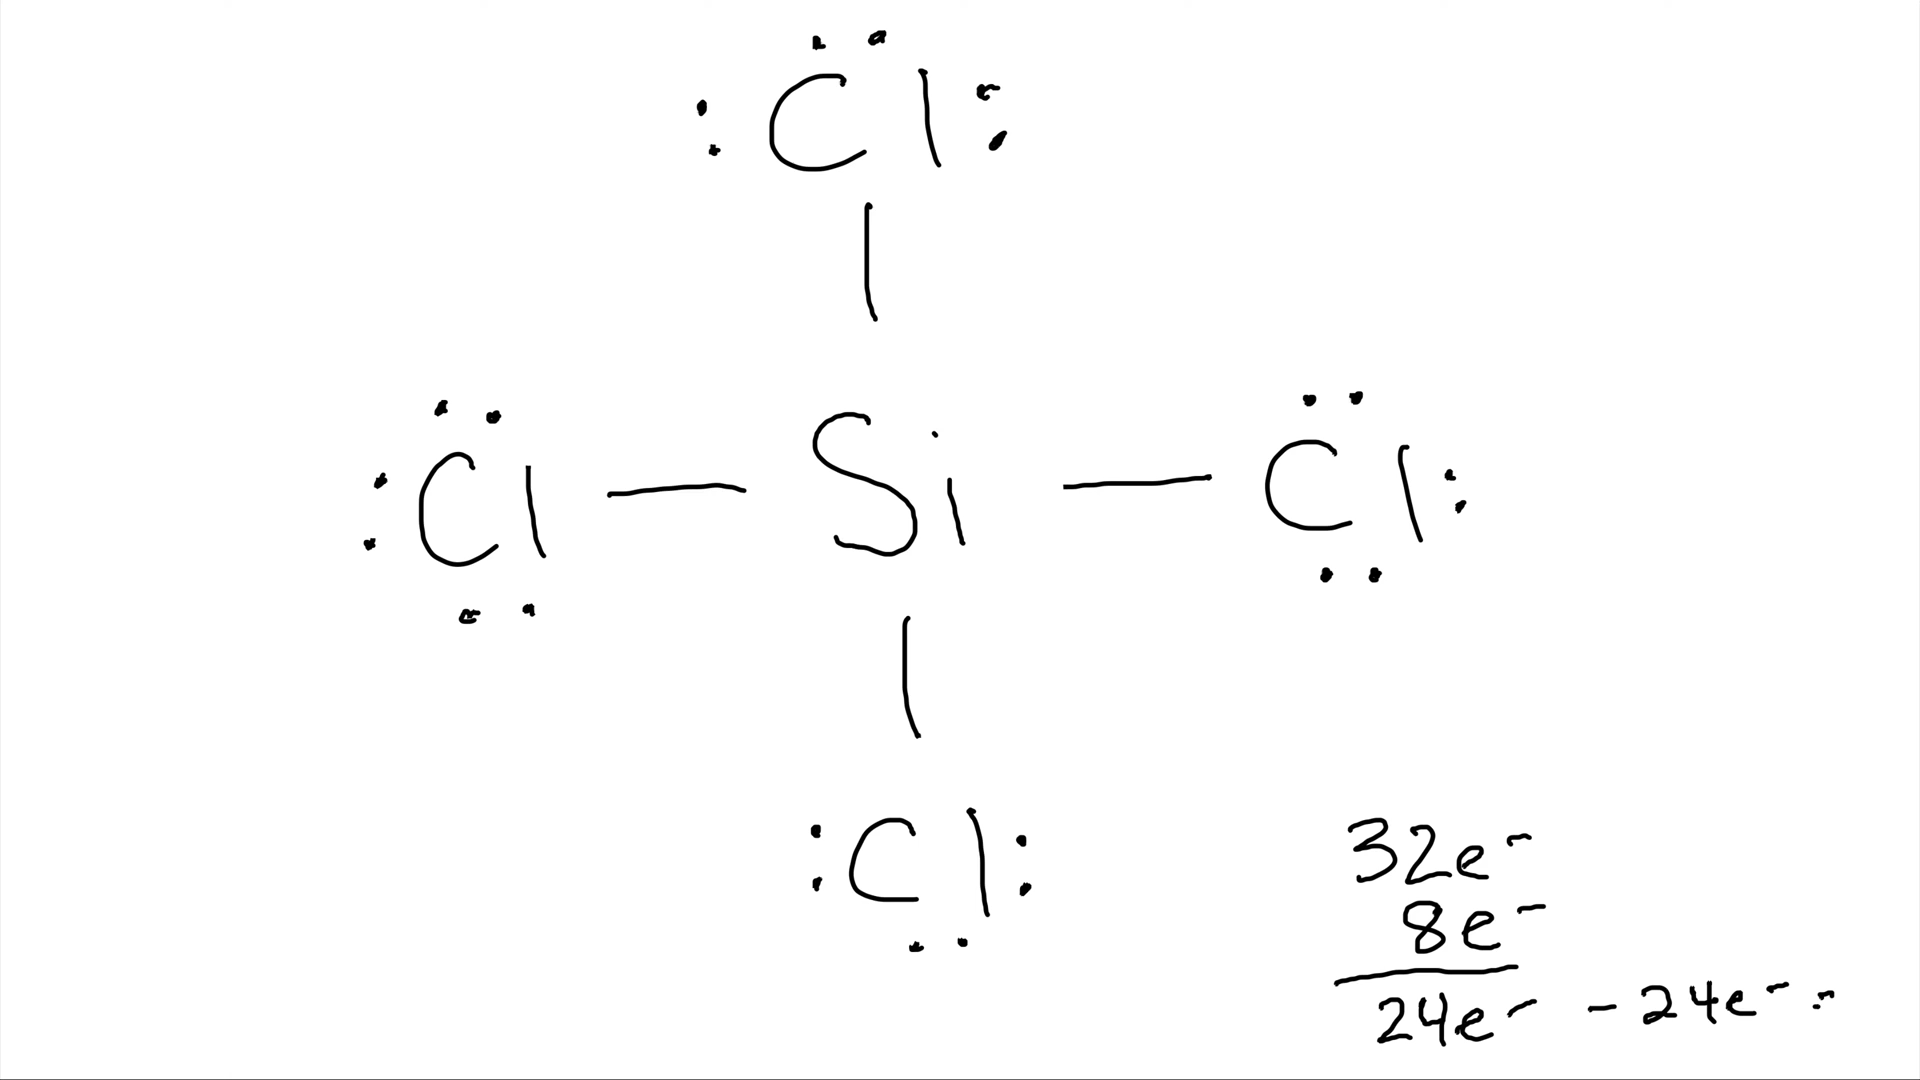 Cl
Cl — Si — Cl
Cl
32e⁻
8e⁻
24e⁻ - 24e⁻ =